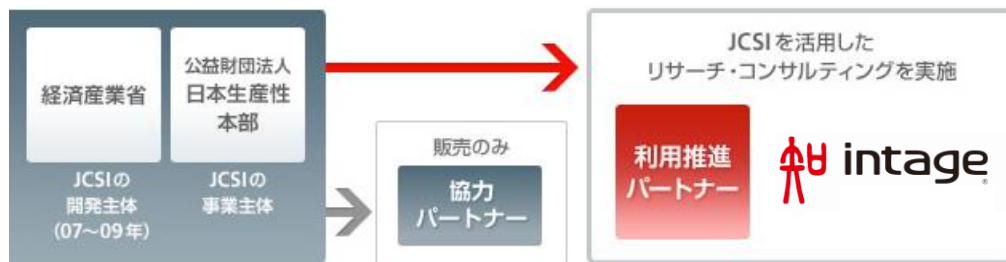 経済産業省
公益財団法人
日本生産性
本部
JCSIの
開発主体
(07〜09年)
JCSIの
事業主体
販売のみ
協力
パートナー
JCSIを活用した
リサーチ・コンサルティングを実施
利用推進
パートナー
intage